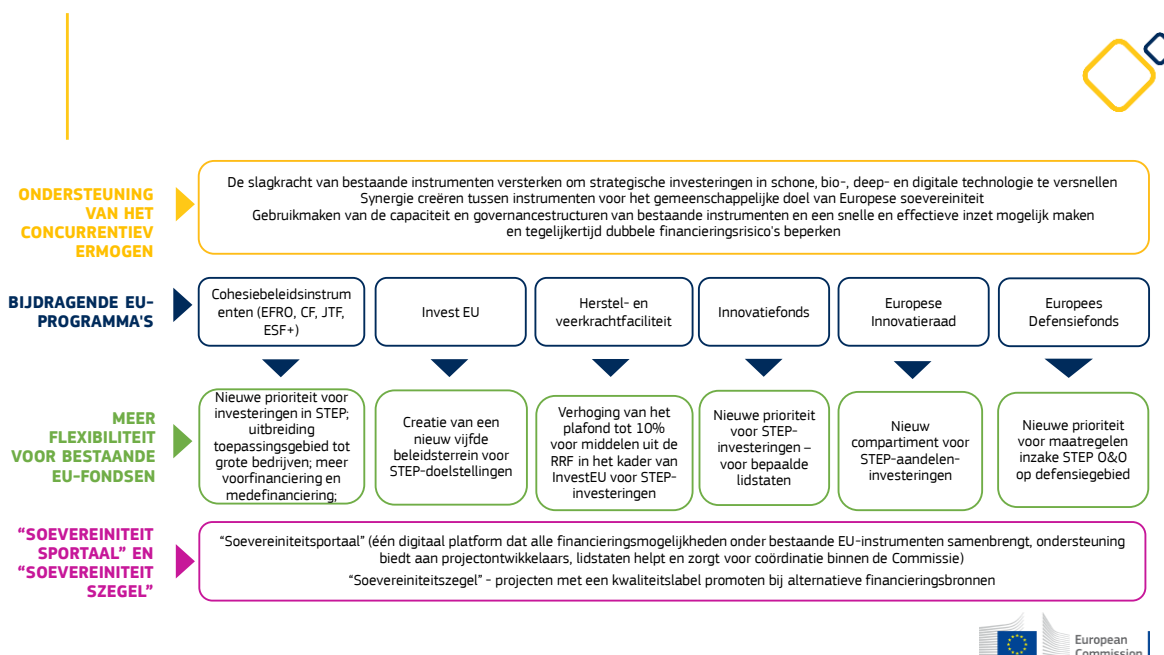 ONDERSTEUNING
VAN HET
CONCURRENTIEV
ERMOGEN
De slagkracht van bestaande instrumenten versterken om strategische investeringen in schone, bio-, deep- en digitale technologie te versnellen
Synergie creëren tussen instrumenten voor het gemeenschappelijke doel van Europese soevereiniteit
Gebruikmaken van de capaciteit en governancestructuren van bestaande instrumenten en een snelle en effectieve inzet mogelijk maken
en tegelijkertijd dubbele financieringsrisico's beperken
BIJDRAGENDE EU-
PROGRAMMA'S
Cohesiebeleidsinstrum
enten (EFRO, CF, JTF,
ESF+)
Invest EU
Herstel- en
veerkrachtfaciliteit
Innovatiefonds
Europese
Innovatieraad
Europees
Defensiefonds
MEER
FLEXIBILITEIT
VOOR BESTAANDE
EU-FONDSEN
Nieuwe prioriteit voor
investeringen in STEP;
uitbreiding
toepassingsgebied tot
grote bedrijven; meer
voorfinanciering en
medefinanciering;
Creatie van een
nieuw vijfde
beleidsterrein voor
STEP-doelstellingen
Verhoging van het
plafond tot 10%
voor middelen uit de
RRF in het kader van
InvestEU voor STEP-
investeringen
Nieuwe prioriteit
voor STEP-
investeringen –
voor bepaalde
lidstaten
Nieuw
compartiment voor
STEP-aandelen-
investeringen
Nieuwe prioriteit
voor maatregelen
inzake STEP O&O
op defensiegebied
“SOEVEREINITEIT
SPORTAAL” EN
“SOEVEREINITEIT
SZEGEL”
“Soevereiniteitsportaal” (één digitaal platform dat alle financieringsmogelijkheden onder bestaande EU-instrumenten samenbrengt, ondersteuning
biedt aan projectontwikkelaars, lidstaten helpt en zorgt voor coördinatie binnen de Commissie)
“Soevereiniteitszegel” - projecten met een kwaliteitslabel promoten bij alternatieve financieringsbronnen
European
Commission